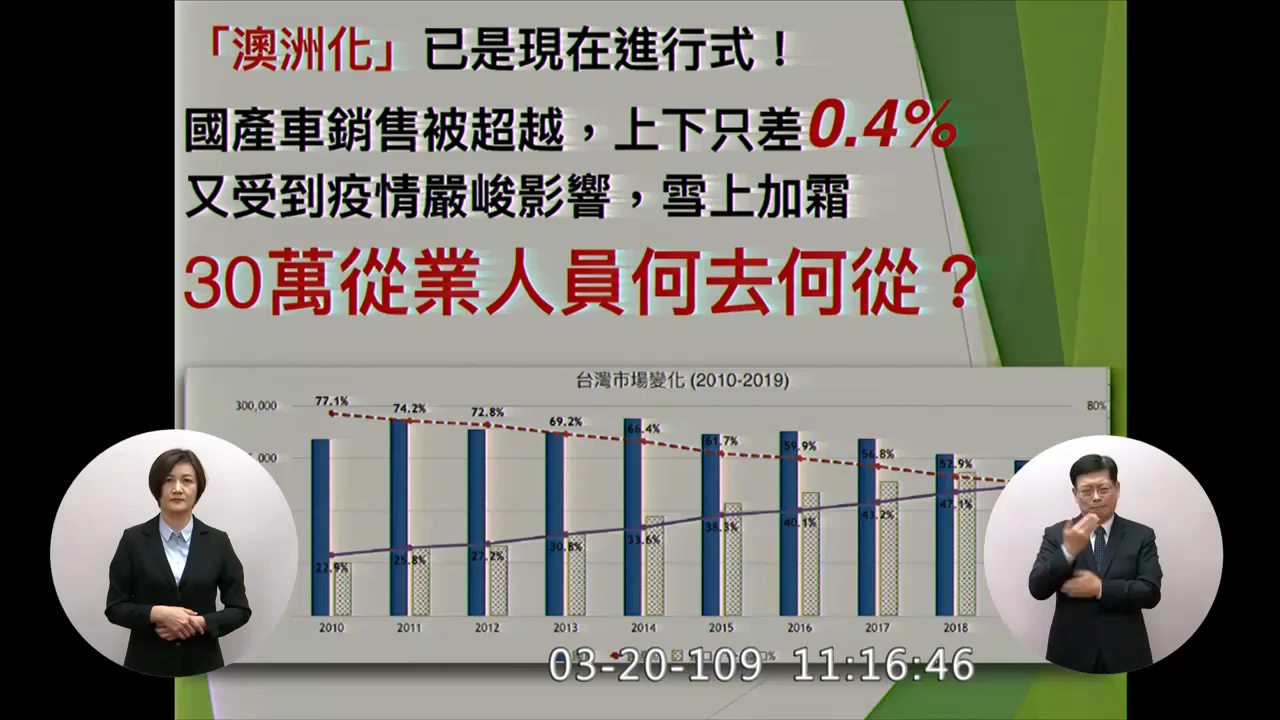 「澳洲化」已是現在進行式！
國產車銷售被超越，上下只差0.4%
又受到疫情嚴峻影響，雪上加霜
30萬從業人員何去何從？
台灣市場變化 (2010-2019)
300,000 80%
77.1% 74.2% 72.8% 69.2% 66.4% 61.7% 59.9% 56.8% 52.9%
22.9% 25.8% 27.2% 30.8% 33.6% 38.3% 40.1% 43.2% 47.1%
2010 2011 2012 2013 2014 2015 2016 2017 2018
03-20-109 11:16:46